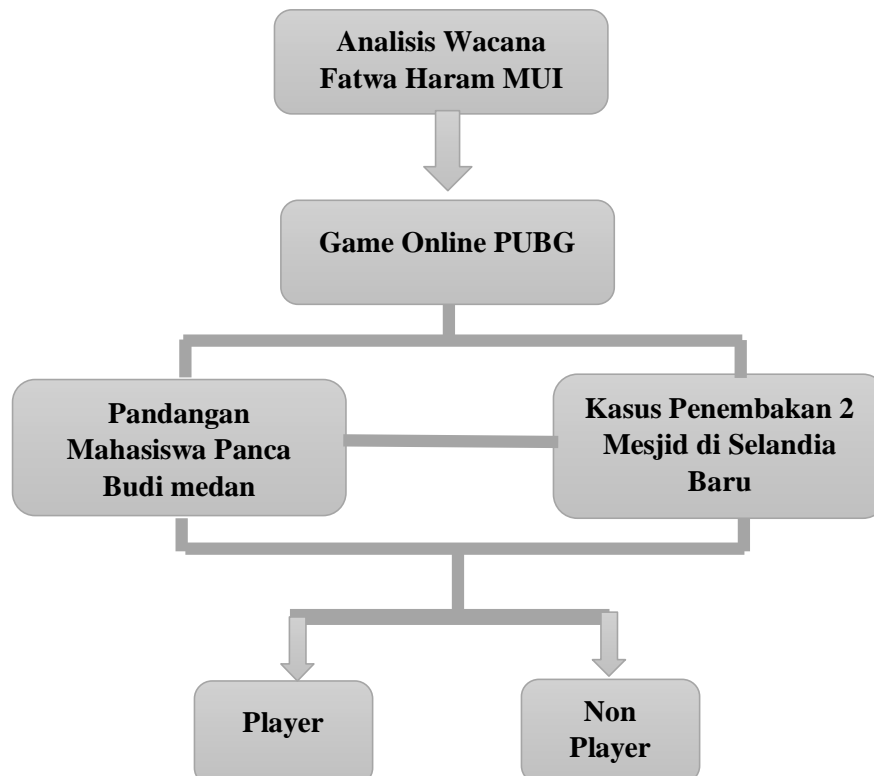 Analisis Wacana
Fatwa Haram MUI
Game Online PUBG
Pandangan
Mahasiswa Panca
Budi medan
Kasus Penembakan 2
Mesjid di Selandia
Baru
Player
Non
Player